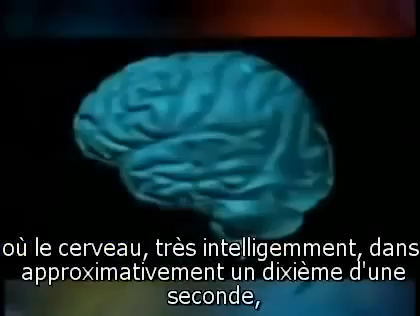 où le cerveau, très intelligemment, dans
approximativement un dixième d'une
seconde,